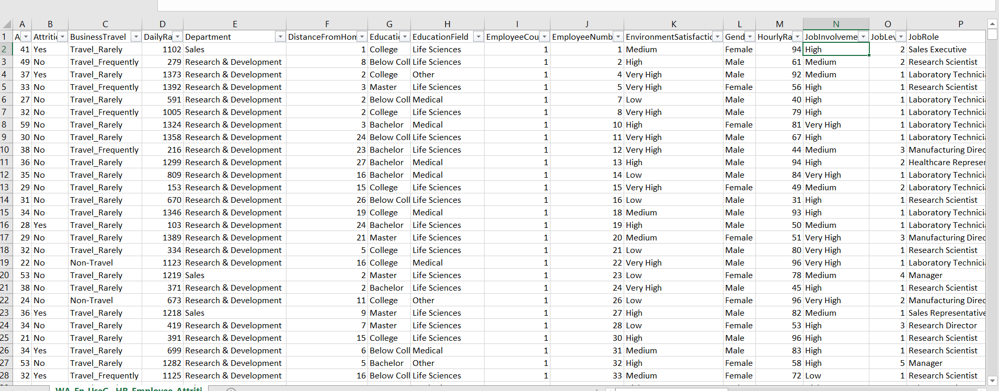 A B C D E F G H I J K L M N O P
1 A Attritic BusinessTravel DailyRa Department DistanceFromHon Educatic EducationField EmployeeCou EmployeeNumb EnvironmentSatisfactic Gend HourlyRa JobInvolveme JobLev JobRole
2 41 Yes Travel_Rarely 1102 Sales 1 College Life Sciences 1 1 Medium Female 94 High 2 Sales Executive
3 49 No Travel_Frequently 279 Research & Development 8 Below Coll Life Sciences 1 2 High Male 61 Medium 2 Research Scientist
4 37 Yes Travel_Rarely 1373 Research & Development 2 College Other 1 4 Very High Male 92 Medium 1 Laboratory Technicia
5 33 No Travel_Frequently 1392 Research & Development 3 Master Life Sciences 1 5 Very High Female 56 High 1 Research Scientist
6 27 No Travel_Rarely 591 Research & Development 2 Below Coll Medical 1 7 Low Male 40 High 1 Laboratory Technicia
7 32 No Travel_Frequently 1005 Research & Development 2 College Life Sciences 1 8 Very High Male 79 High 1 Laboratory Technicia
8 59 No Travel_Rarely 1324 Research & Development 3 Bachelor Medical 1 10 High Female 81 Very High 1 Laboratory Technicia
9 30 No Travel_Rarely 1358 Research & Development 24 Below Coll Life Sciences 1 11 Very High Male 67 High 1 Laboratory Technicia
10 38 No Travel_Frequently 216 Research & Development 23 Bachelor Life Sciences 1 12 Very High Male 44 Medium 3 Manufacturing Direc
11 36 No Travel_Rarely 1299 Research & Development 27 Bachelor Medical 1 13 High Male 94 High 2 Healthcare Represer
12 35 No Travel_Rarely 809 Research & Development 16 Bachelor Medical 1 14 Low Male 84 Very High 1 Laboratory Technicia
13 29 No Travel_Rarely 153 Research & Development 15 College Life Sciences 1 15 Very High Female 49 Medium 2 Laboratory Technicia
14 31 No Travel_Rarely 670 Research & Development 26 Below Coll Life Sciences 1 16 Low Male 31 High 1 Research Scientist
15 34 No Travel_Rarely 1346 Research & Development 19 College Medical 1 18 Medium Male 93 High 1 Laboratory Technicia
16 28 Yes Travel_Rarely 103 Research & Development 24 Bachelor Life Sciences 1 19 High Male 50 Medium 1 Laboratory Technicia
17 29 No Travel_Rarely 1389 Research & Development 21 Master Life Sciences 1 20 Medium Female 51 Very High 3 Manufacturing Direc
18 32 No Travel_Rarely 334 Research & Development 5 College Life Sciences 1 21 Low Male 80 Very High 1 Research Scientist
19 22 No Non-Travel 1123 Research & Development 16 College Medical 1 22 Very High Male 96 Very High 1 Laboratory Technicia
20 53 No Travel_Rarely 1219 Sales 2 Master Life Sciences 1 23 Low Female 78 Medium 4 Manager
21 38 No Travel_Rarely 371 Research & Development 2 Bachelor Life Sciences 1 24 Very High Male 45 High 1 Research Scientist
22 24 No Non-Travel 673 Research & Development 11 College Other 1 26 Low Female 96 Very High 2 Manufacturing Direc
23 36 Yes Travel_Rarely 1218 Sales 9 Master Life Sciences 1 27 High Male 82 Medium 1 Sales Representative
24 34 No Travel_Rarely 419 Research & Development 7 Master Life Sciences 1 28 Low Female 53 High 3 Research Director
25 21 No Travel_Rarely 391 Research & Development 15 College Life Sciences 1 30 High Male 96 High 1 Research Scientist
26 34 Yes Travel_Rarely 699 Research & Development 6 Below Coll Medical 1 31 Medium Male 83 High 1 Research Scientist
27 53 No Travel_Rarely 1282 Research & Development 5 Bachelor Other 1 32 High Female 58 High 5 Manager
28 32 Yes Travel_Frequently 1125 Research & Development 16 Below Coll Life Sciences 1 33 Medium Female 72 Low 1 Research Scientist
WA_Fn-UseC_-HR-Employee-Attriti